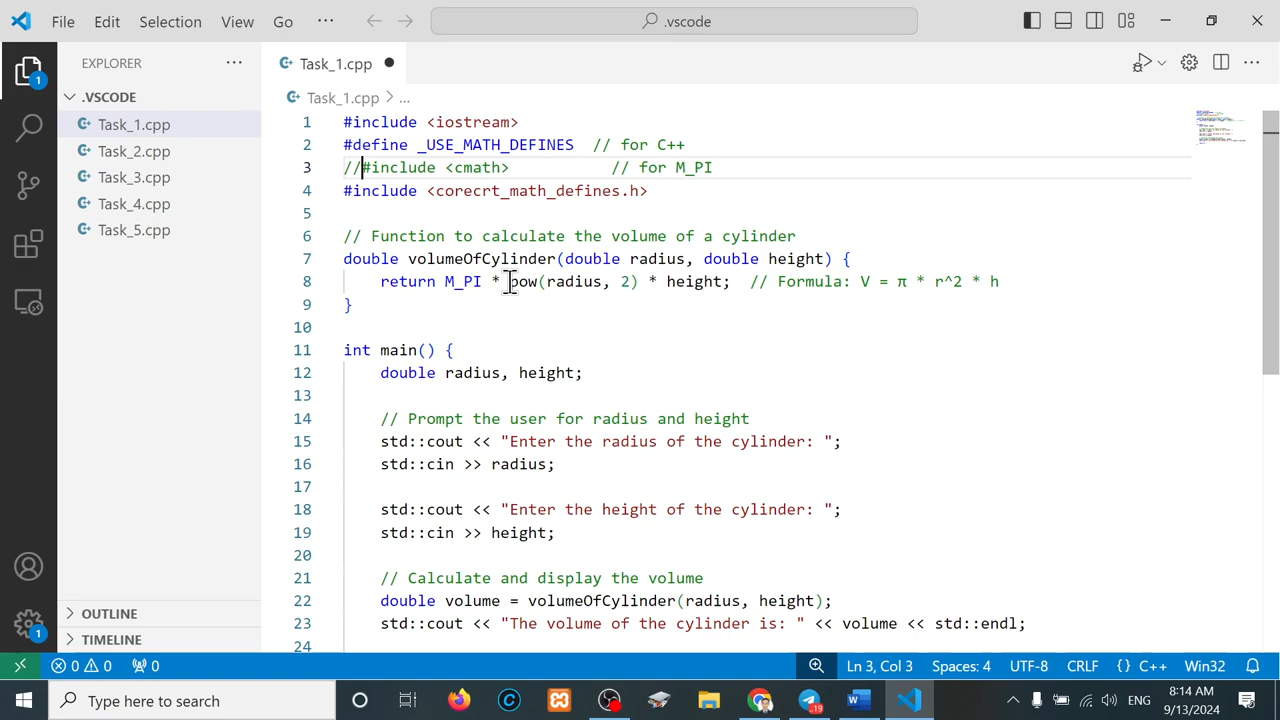 File Edit Selection View Go ··· .vscode
EXPLORER ···
Task_1.cpp
.VSCODE
Task_1.cpp > ...
Task_1.cpp
Task_2.cpp
Task_3.cpp
Task_4.cpp
Task_5.cpp
1 #include <iostream>
2 #define _USE_MATH_DEFINES // for C++
3 //#include <cmath> // for M_PI
4 #include <corecrt_math_defines.h>
5
6 // Function to calculate the volume of a cylinder
7 double volumeOfCylinder(double radius, double height) {
8 return M_PI * pow(radius, 2) * height; // Formula: V = π * r^2 * h
9 }
10
11 int main() {
12 double radius, height;
13
14 // Prompt the user for radius and height
15 std::cout << "Enter the radius of the cylinder: ";
16 std::cin >> radius;
17
18 std::cout << "Enter the height of the cylinder: ";
19 std::cin >> height;
20
21 // Calculate and display the volume
22 double volume = volumeOfCylinder(radius, height);
23 std::cout << "The volume of the cylinder is: " << volume << std::endl;
24
OUTLINE
TIMELINE
1
1
0 0 0 Ln 3, Col 3 Spaces: 4 UTF-8 CRLF {} C++ Win32
Type here to search
19
ENG
8:14 AM
9/13/2024